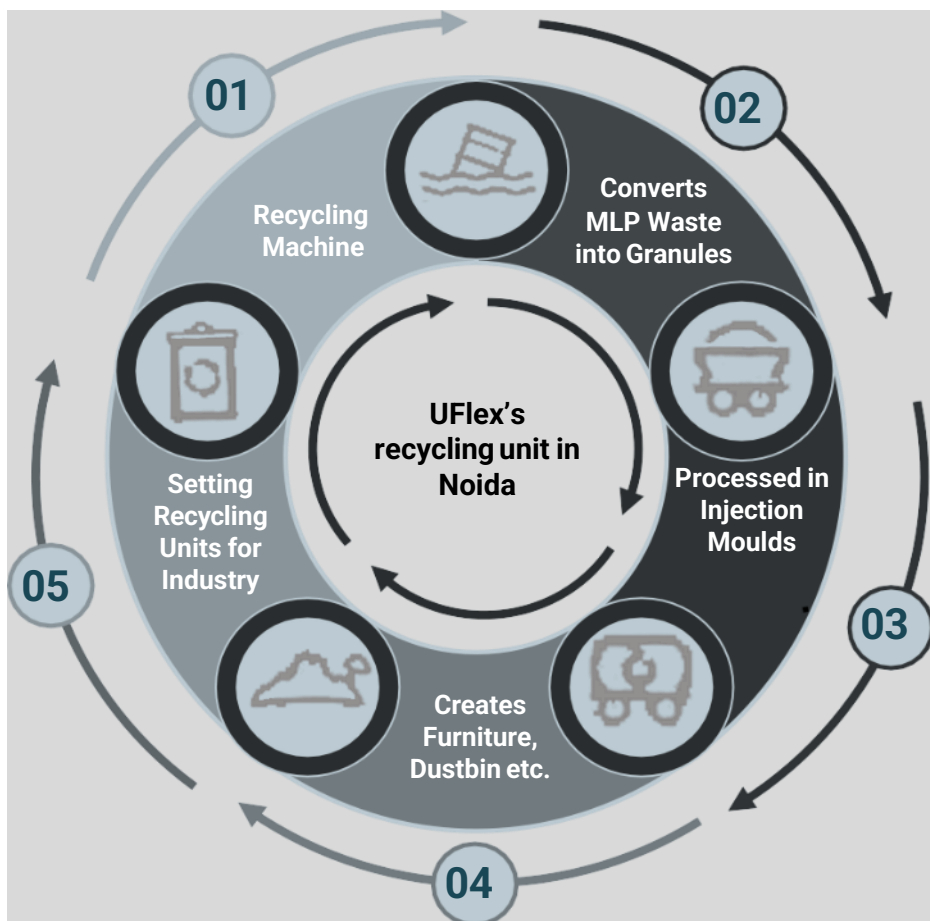 01
Recycling
Machine
02
Converts
MLP Waste
into Granules
03
Processed in
Injection
Moulds
04
Creates
Furniture,
Dustbin etc.
05
Setting
Recycling
Units for
Industry
UFlex’s
recycling unit in
Noida